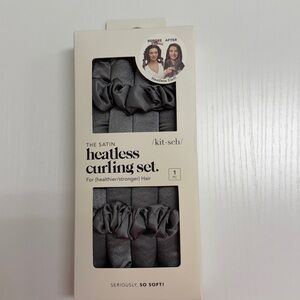 BEFORE AFTER
THE SATIN
/kit·sch/
heatless
curling set.
For (healthier/stronger) Hair
1
SERIOUSLY, SO SOFT!